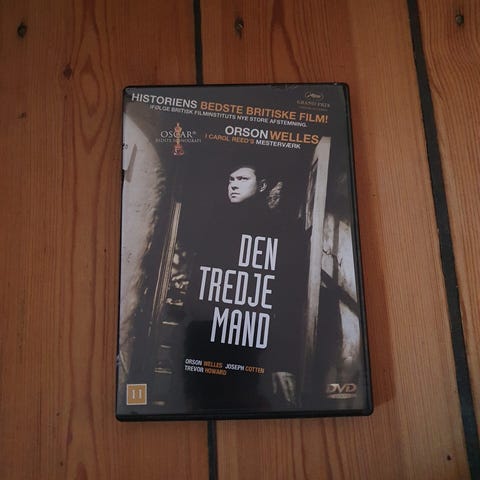 HISTORIENS BEDSTE BRITISKE FILM!
IFØLGE BRITISK FILMINSTITUTS NYE STORE AFSTEMNING.
GRAND PRIX
OSCAR®
ORSON WELLES
I CAROL REED'S MESTERVÆRK
DEN
TREDJE
MAND
ORSON WELLES JOSEPH COTTEN
TREVOR HOWARD
11
DVD